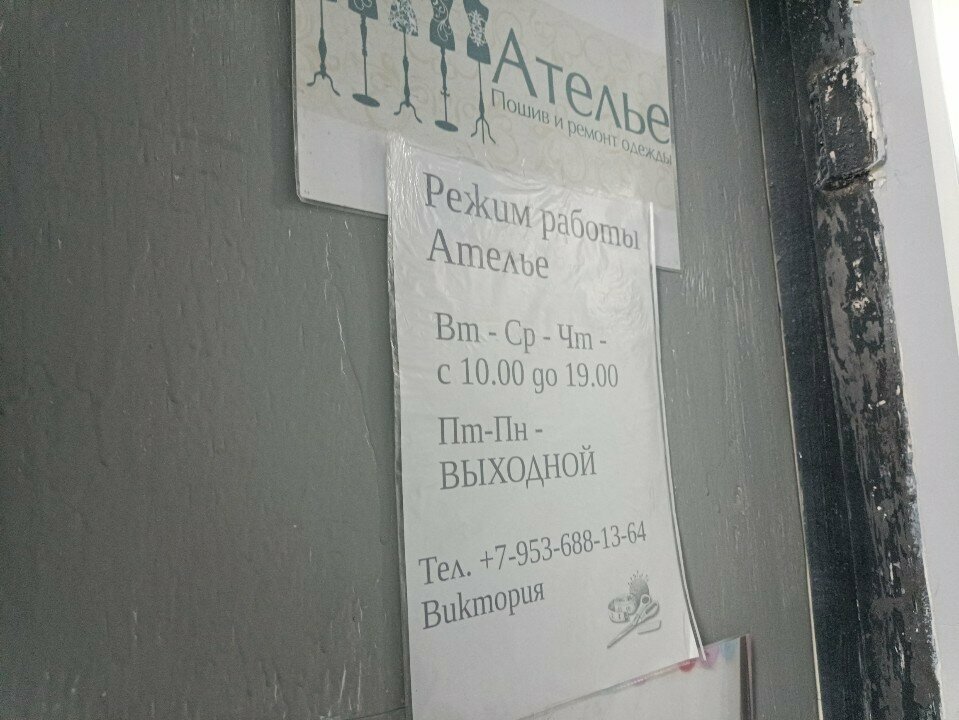 Ателье
Пошив и ремонт одежды
Режим работы
Ателье
Вт - Ср - Чт -
с 10.00 до 19.00
Пт-Пн -
ВЫХОДНОЙ
Тел. +7-953-688-13-64
Виктория